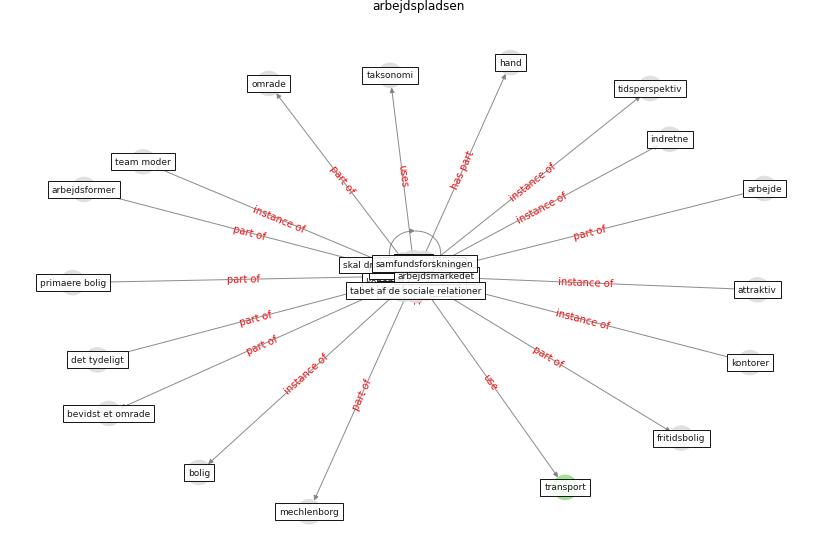 arbejdspladsen
hand
taksonomi
omrade
tidsperspektiv
indretne
team moder
arbejdsformer
arbejde
part of
uses
has part
instance of
instance of
instance of
part of
part of
samfundsforskningen
skal
arbejdsmarkedet
tabet af de sociale relationer
primaere bolig
part of
instance of
attraktiv
part of
instance of
det tydeligt
part of
part of
kontorer
instance of
use
bevidst et omrade
part of
fritidsbolig
bolig
transport
mechlenborg